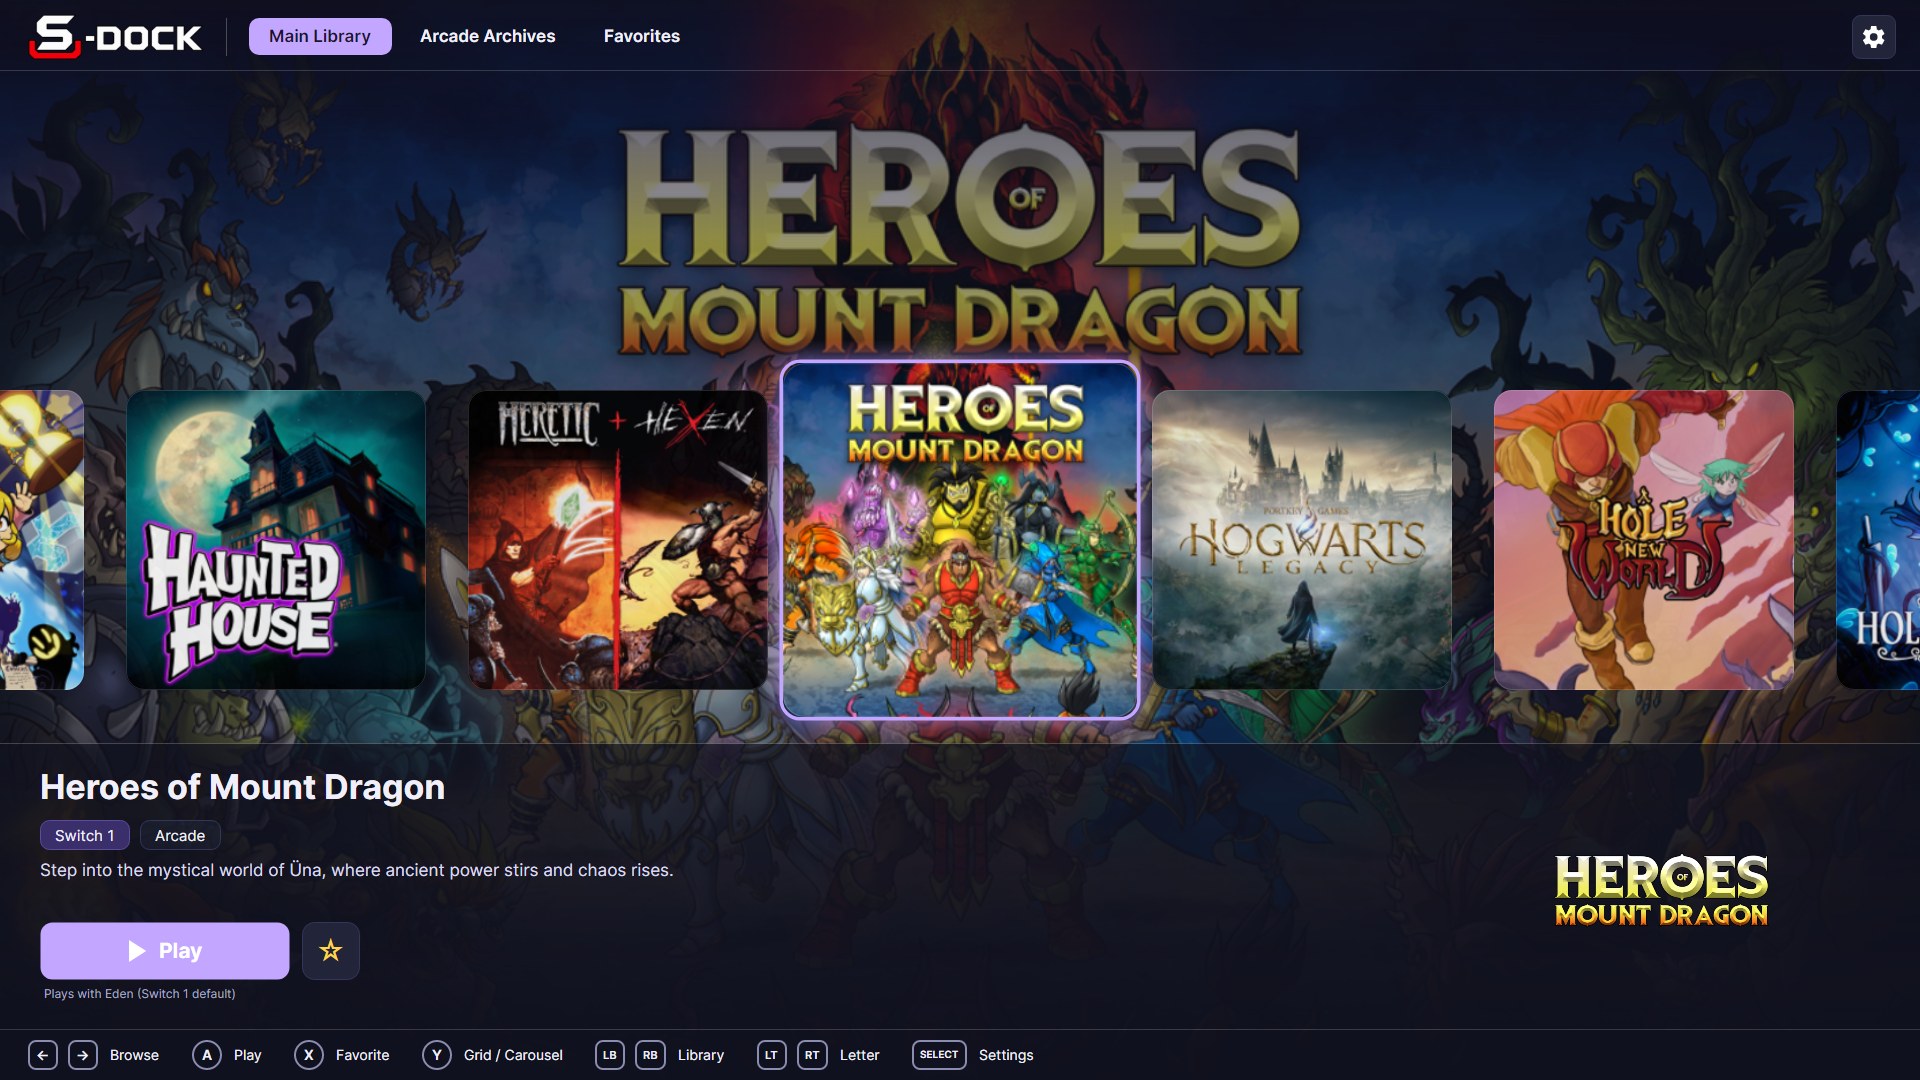 S-DOCK
Main Library
Arcade Archives
Favorites
HEROES
OF
MOUNT DRAGON
HAUNTED
HOUSE
HERETIC + HEXEN
HEROES
OF
MOUNT DRAGON
PORTKEY GAMES
HOGWARTS
LEGACY
A
HOLE
NEW
WORLD
HOL
Heroes of Mount Dragon
Switch 1
Arcade
Step into the mystical world of Üna, where ancient power stirs and chaos rises.
HEROES
OF
MOUNT DRAGON
Play
Plays with Eden (Switch 1 default)
← → Browse
A Play
X Favorite
Y Grid / Carousel
LB RB Library
LT RT Letter
SELECT Settings